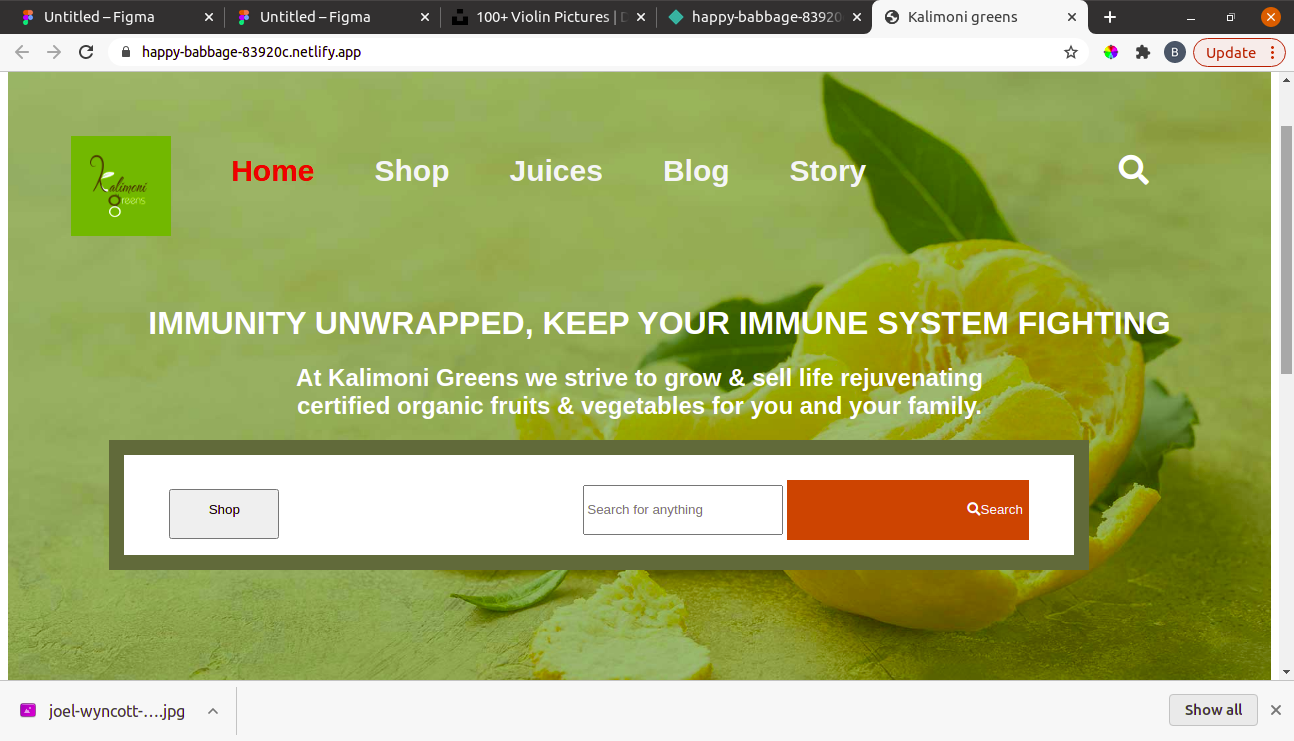 Untitled – Figma
Untitled – Figma
100+ Violin Pictures | D
happy-babbage-83920
Kalimoni greens
happy-babbage-83920c.netlify.app
B
Update
Kalimoni
greens
Home
Shop
Juices
Blog
Story
IMMUNITY UNWRAPPED, KEEP YOUR IMMUNE SYSTEM FIGHTING
At Kalimoni Greens we strive to grow & sell life rejuvenating
certified organic fruits & vegetables for you and your family.
Shop
Search for anything
Search
joel-wyncott-....jpg
Show all